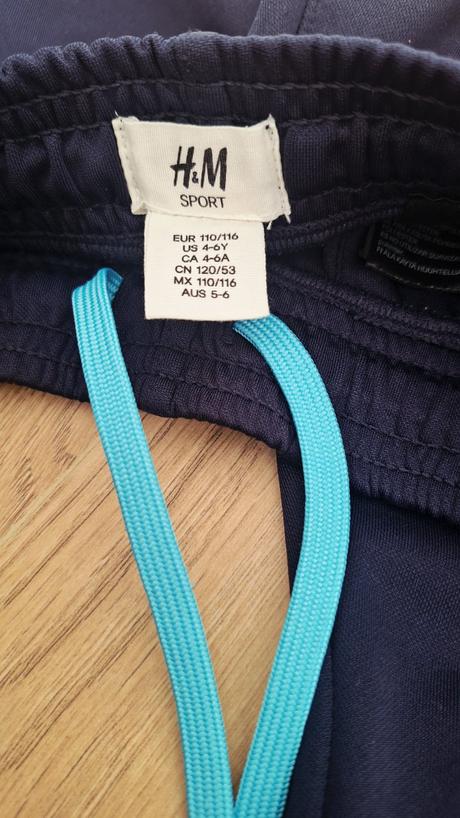 H&M
SPORT
EUR 110/116
US 4-6Y
CA 4-6A
CN 120/53
MX 110/116
AUS 5-6